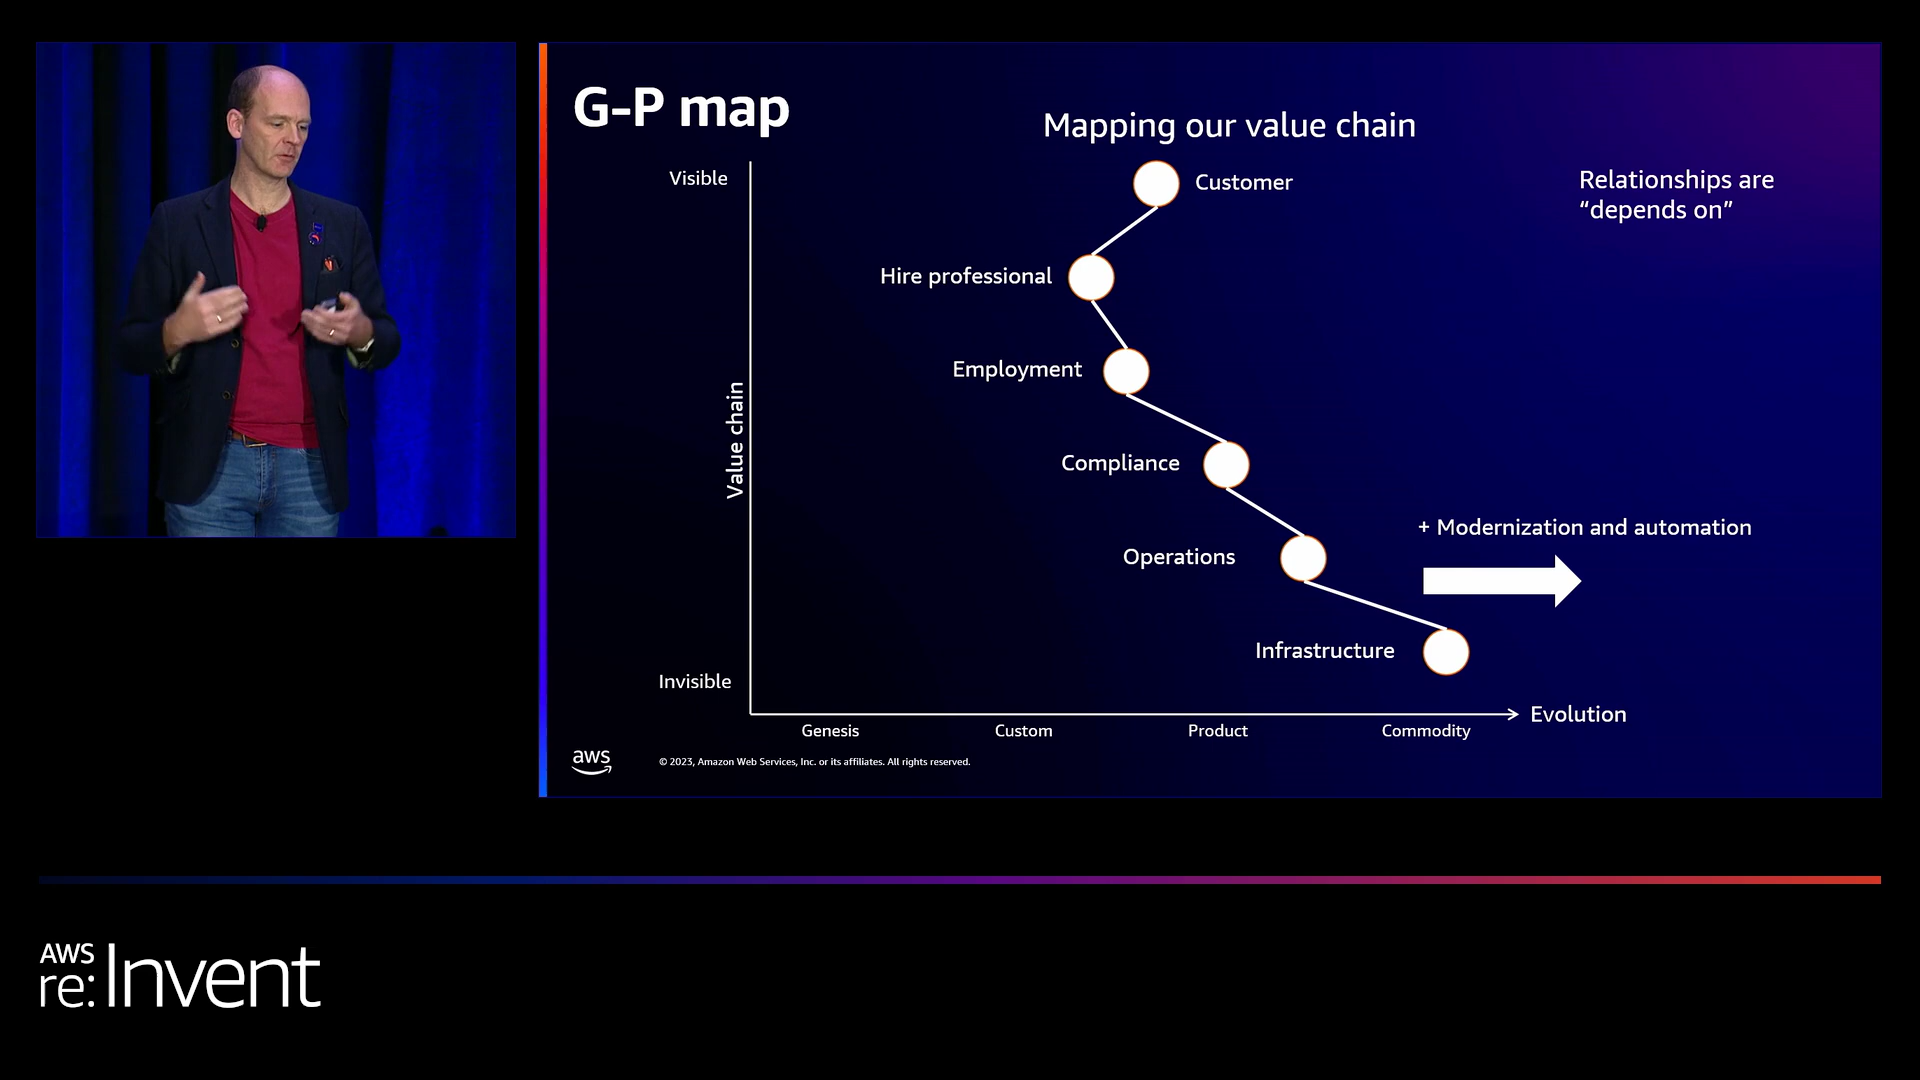 G-P map
Mapping our value chain
Visible
Customer
Relationships are
“depends on”
Hire professional
Employment
Value chain
Compliance
+ Modernization and automation
Operations
Infrastructure
Invisible
Evolution
Genesis
Custom
Product
Commodity
aws
© 2023, Amazon Web Services, Inc. or its affiliates. All rights reserved.
AWS
re:Invent